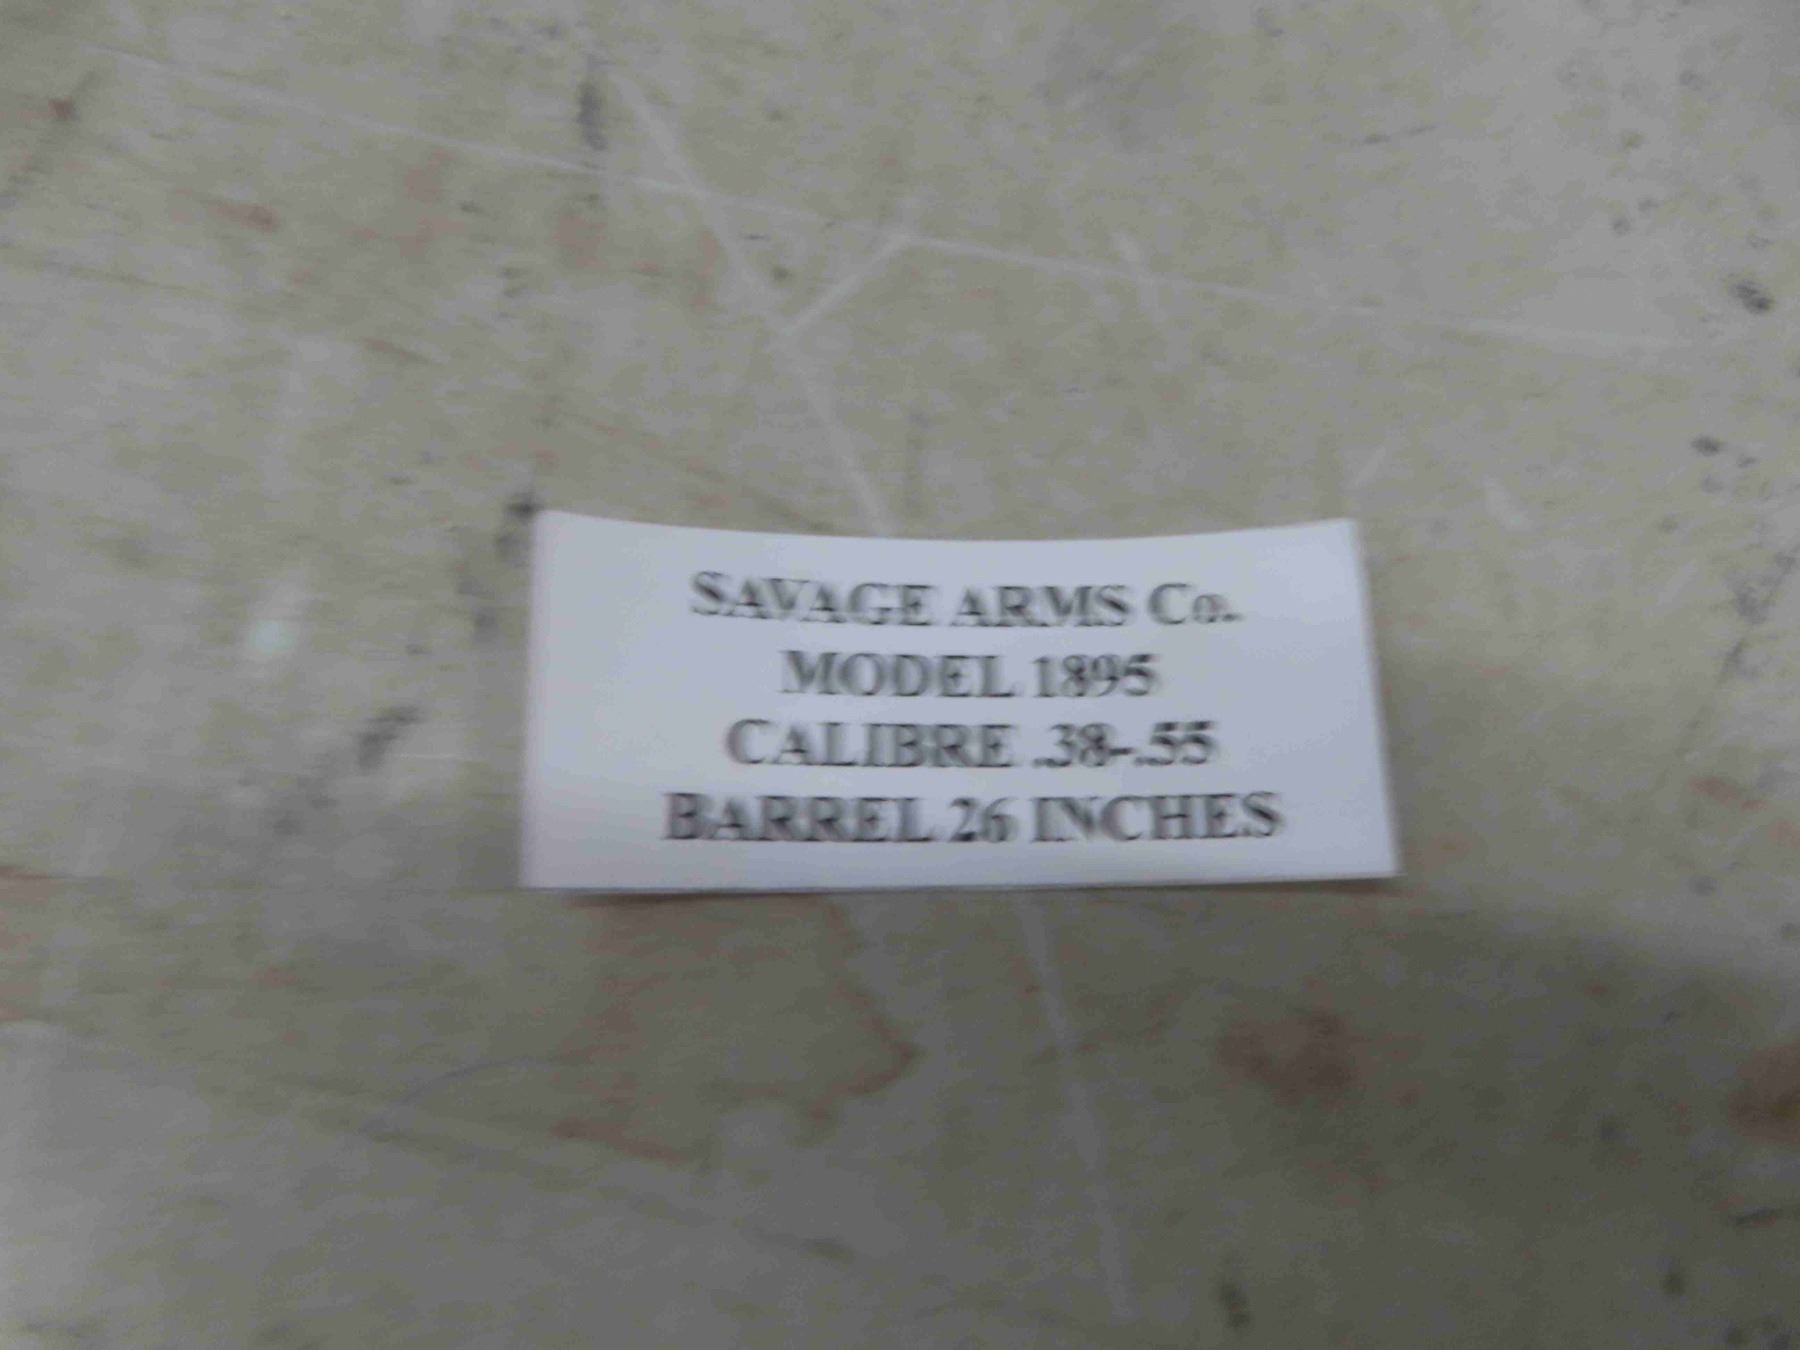 SAVAGE ARMS Co.
MODEL 1895
CALIBRE .38-.55
BARREL 26 INCHES